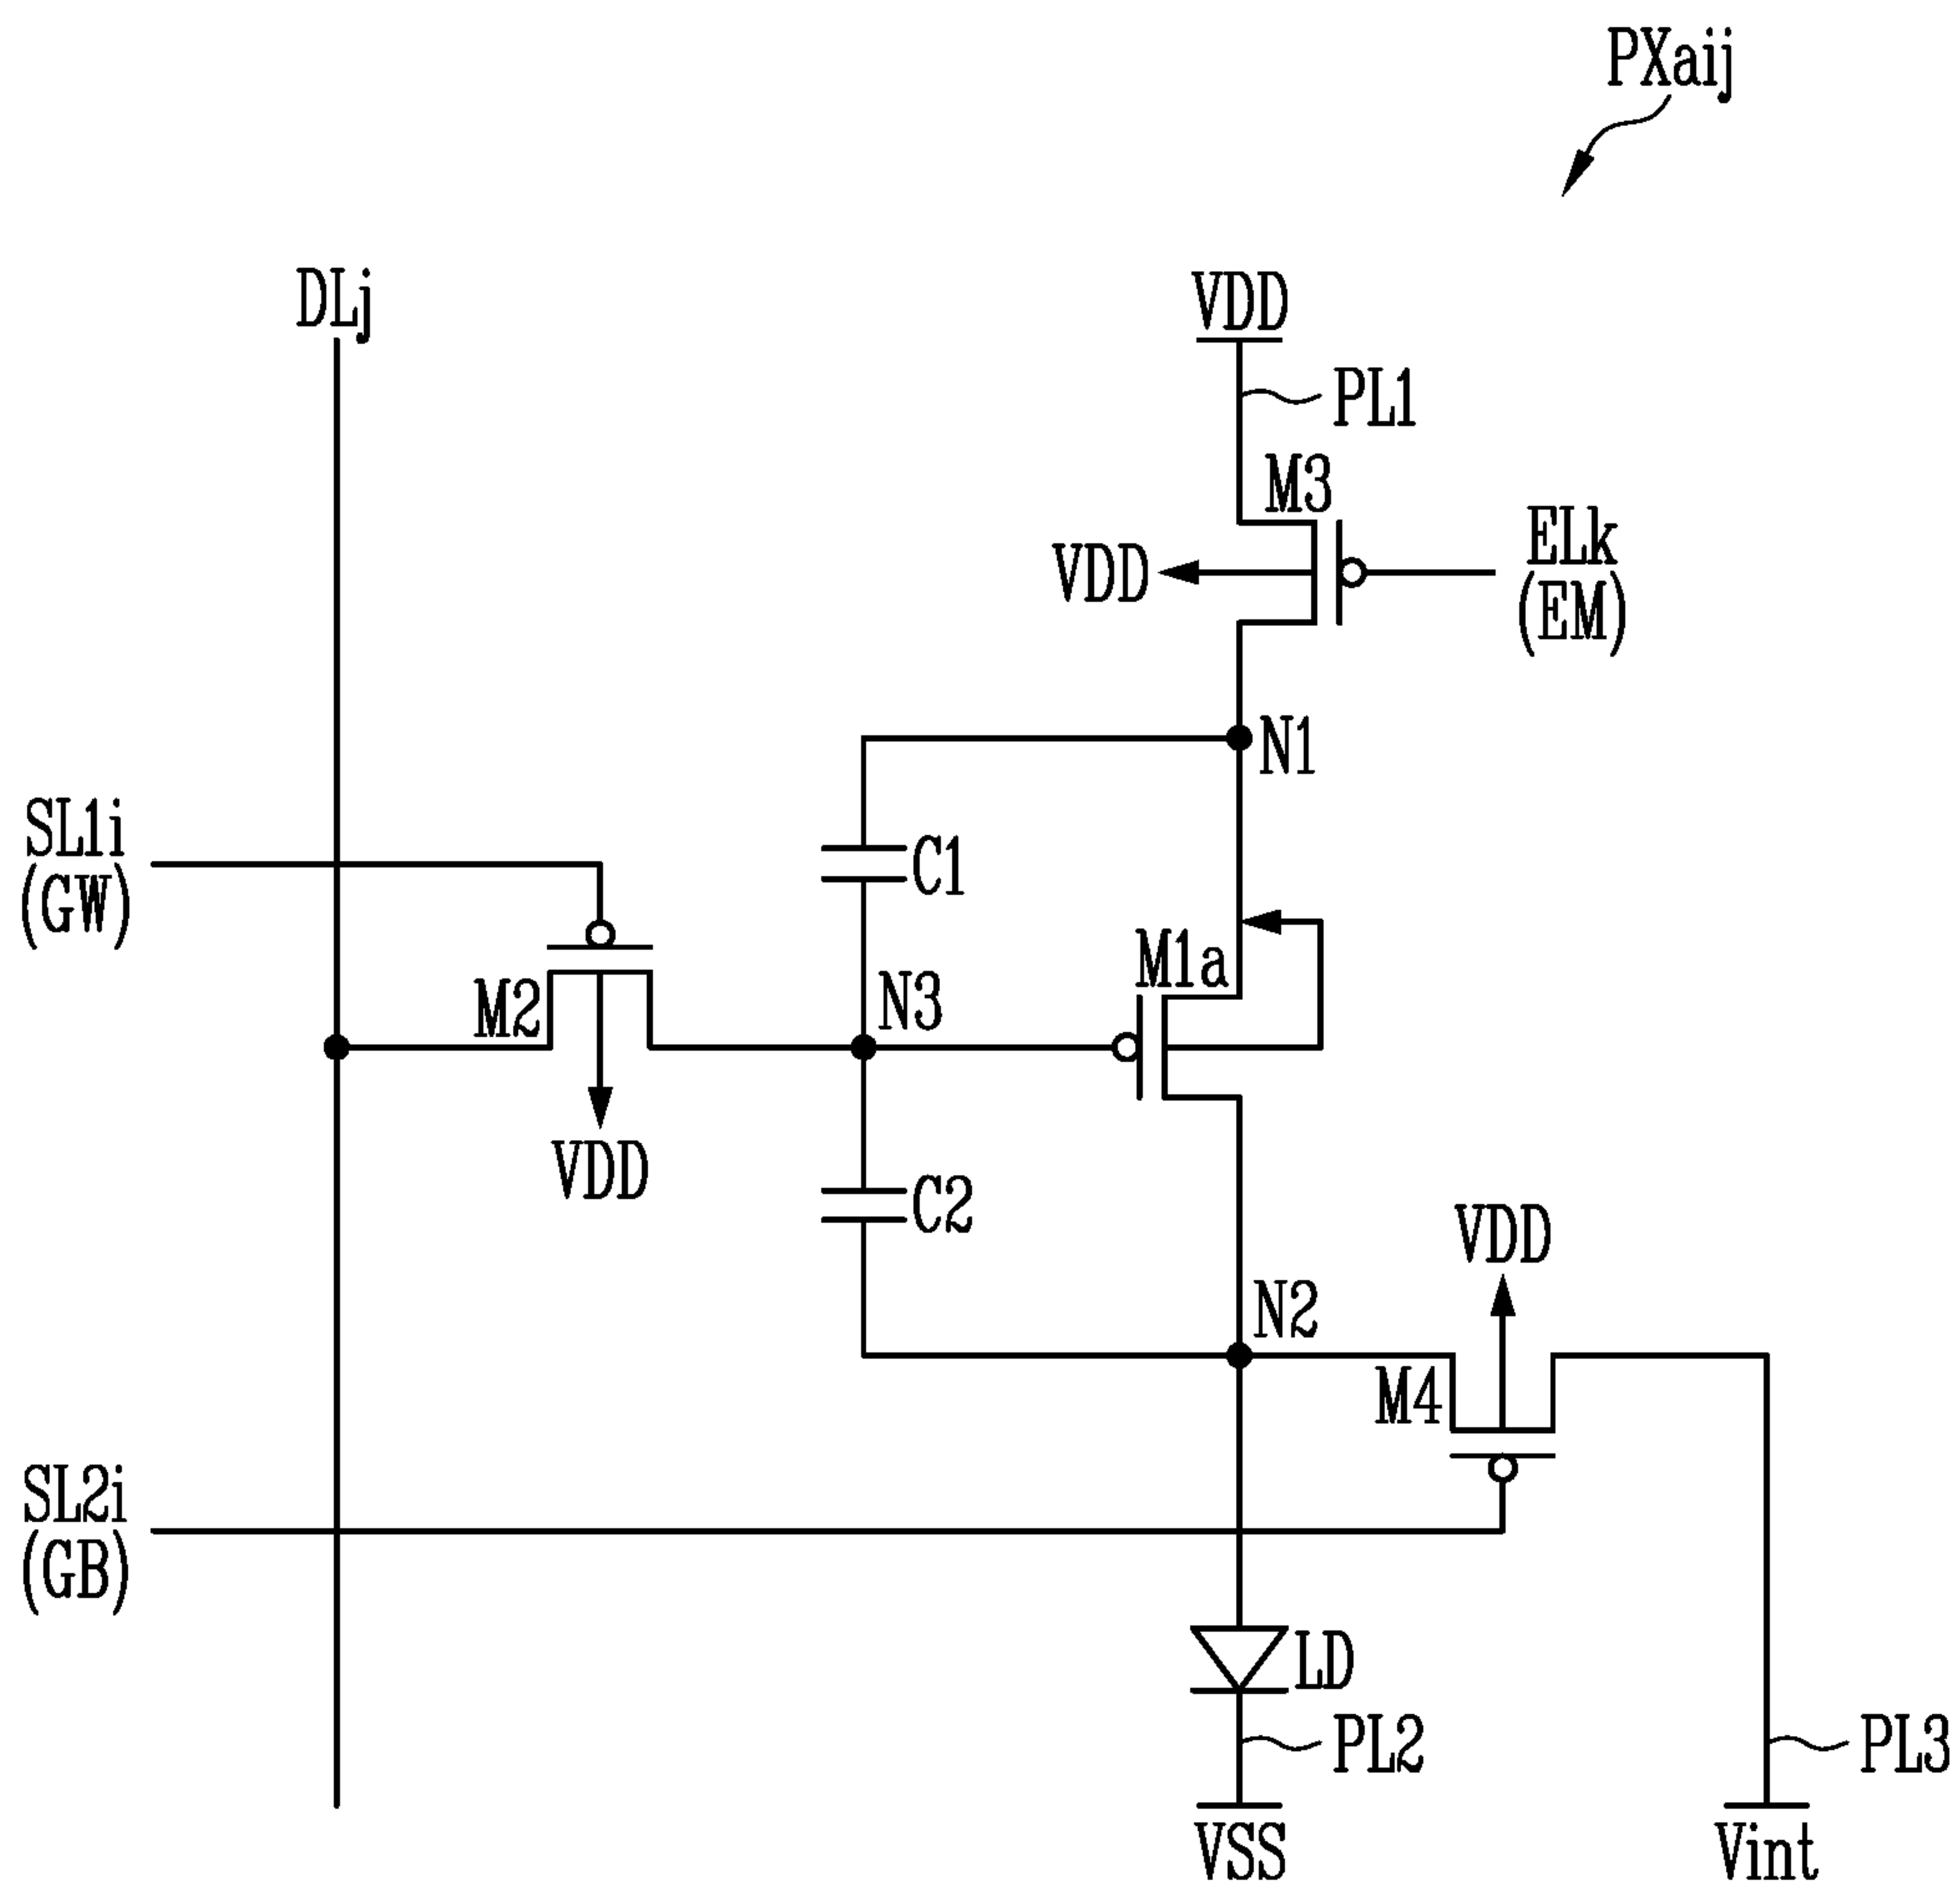 PXaij
DLj
VDD
PL1
M3
VDD
ELk
(EM)
N1
SL1i
(GW)
C1
M1a
N3
M2
VDD
C2
VDD
N2
M4
SL2i
(GB)
LD
PL2
PL3
VSS
Vint